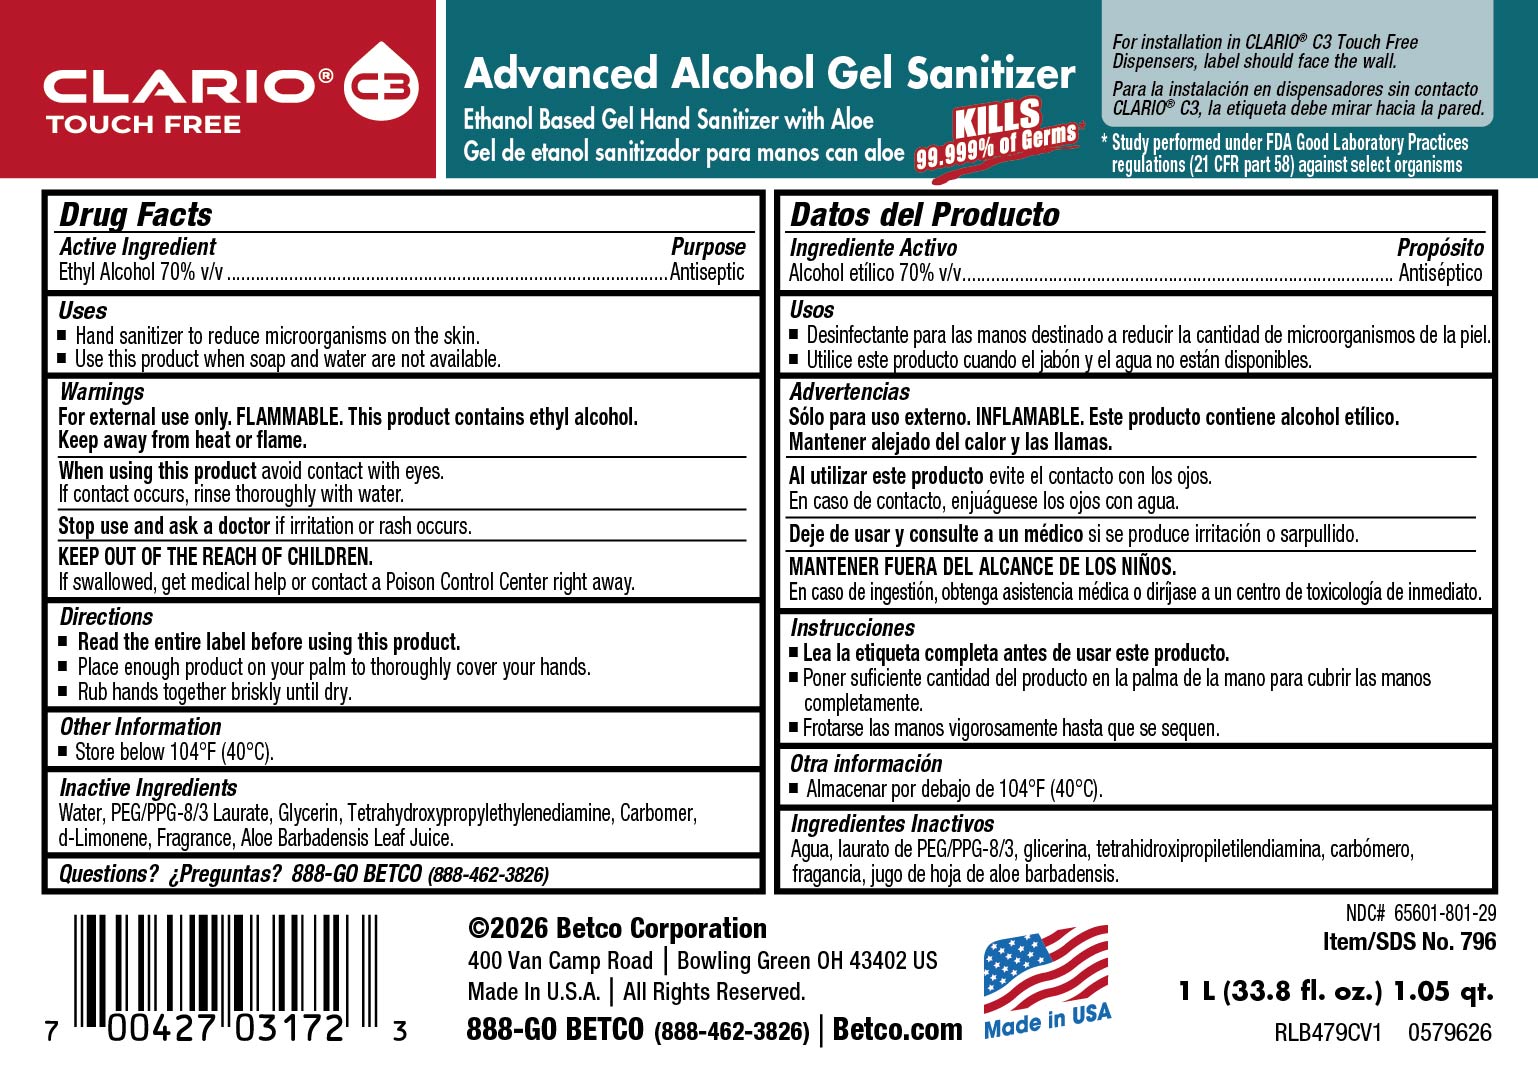 CLARIO® C3
TOUCH FREE
Advanced Alcohol Gel Sanitizer
Ethanol Based Gel Hand Sanitizer with Aloe
Gel de etanol sanitizador para manos can aloe
KILLS
99.999% of Germs*
For installation in CLARIO® C3 Touch Free
Dispensers, label should face the wall.
Para la instalación en dispensadores sin contacto
CLARIO® C3, la etiqueta debe mirar hacia la pared.
* Study performed under FDA Good Laboratory Practices
regulations (21 CFR part 58) against select organisms
Drug Facts
Active Ingredient Purpose
Ethyl Alcohol 70% v/v ........ Antiseptic
Uses
■ Hand sanitizer to reduce microorganisms on the skin.
■ Use this product when soap and water are not available.
Warnings
For external use only. FLAMMABLE. This product contains ethyl alcohol.
Keep away from heat or flame.
When using this product avoid contact with eyes.
If contact occurs, rinse thoroughly with water.
Stop use and ask a doctor if irritation or rash occurs.
KEEP OUT OF THE REACH OF CHILDREN.
If swallowed, get medical help or contact a Poison Control Center right away.
Directions
■ Read the entire label before using this product.
■ Place enough product on your palm to thoroughly cover your hands.
■ Rub hands together briskly until dry.
Other Information
■ Store below 104°F (40°C).
Inactive Ingredients
Water, PEG/PPG-8/3 Laurate, Glycerin, Tetrahydroxypropylethylenediamine, Carbomer,
d-Limonene, Fragrance, Aloe Barbadensis Leaf Juice.
Questions? ¿Preguntas? 888-GO BETCO (888-462-3826)
Datos del Producto
Ingrediente Activo Propósito
Alcohol etílico 70% v/v........ Antiséptico
Usos
■ Desinfectante para las manos destinado a reducir la cantidad de microorganismos de la piel.
■ Utilice este producto cuando el jabón y el agua no están disponibles.
Advertencias
Sólo para uso externo. INFLAMABLE. Este producto contiene alcohol etílico.
Mantener alejado del calor y las llamas.
Al utilizar este producto evite el contacto con los ojos.
En caso de contacto, enjuáguese los ojos con agua.
Deje de usar y consulte a un médico si se produce irritación o sarpullido.
MANTENER FUERA DEL ALCANCE DE LOS NIÑOS.
En caso de ingestión, obtenga asistencia médica o diríjase a un centro de toxicología de inmediato.
Instrucciones
■ Lea la etiqueta completa antes de usar este producto.
■ Poner suficiente cantidad del producto en la palma de la mano para cubrir las manos
completamente.
■ Frotarse las manos vigorosamente hasta que se sequen.
Otra información
■ Almacenar por debajo de 104°F (40°C).
Ingredientes Inactivos
Agua, laurato de PEG/PPG-8/3, glicerina, tetrahidroxipropiletilendiamina, carbómero,
fragancia, jugo de hoja de aloe barbadensis.
7 00427 03172 3
©2026 Betco Corporation
400 Van Camp Road | Bowling Green OH 43402 US
Made In U.S.A. | All Rights Reserved.
888-GO BETCO (888-462-3826) | Betco.com
Made in USA
NDC# 65601-801-29
Item/SDS No. 796
1 L (33.8 fl. oz.) 1.05 qt.
RLB479CV1 0579626